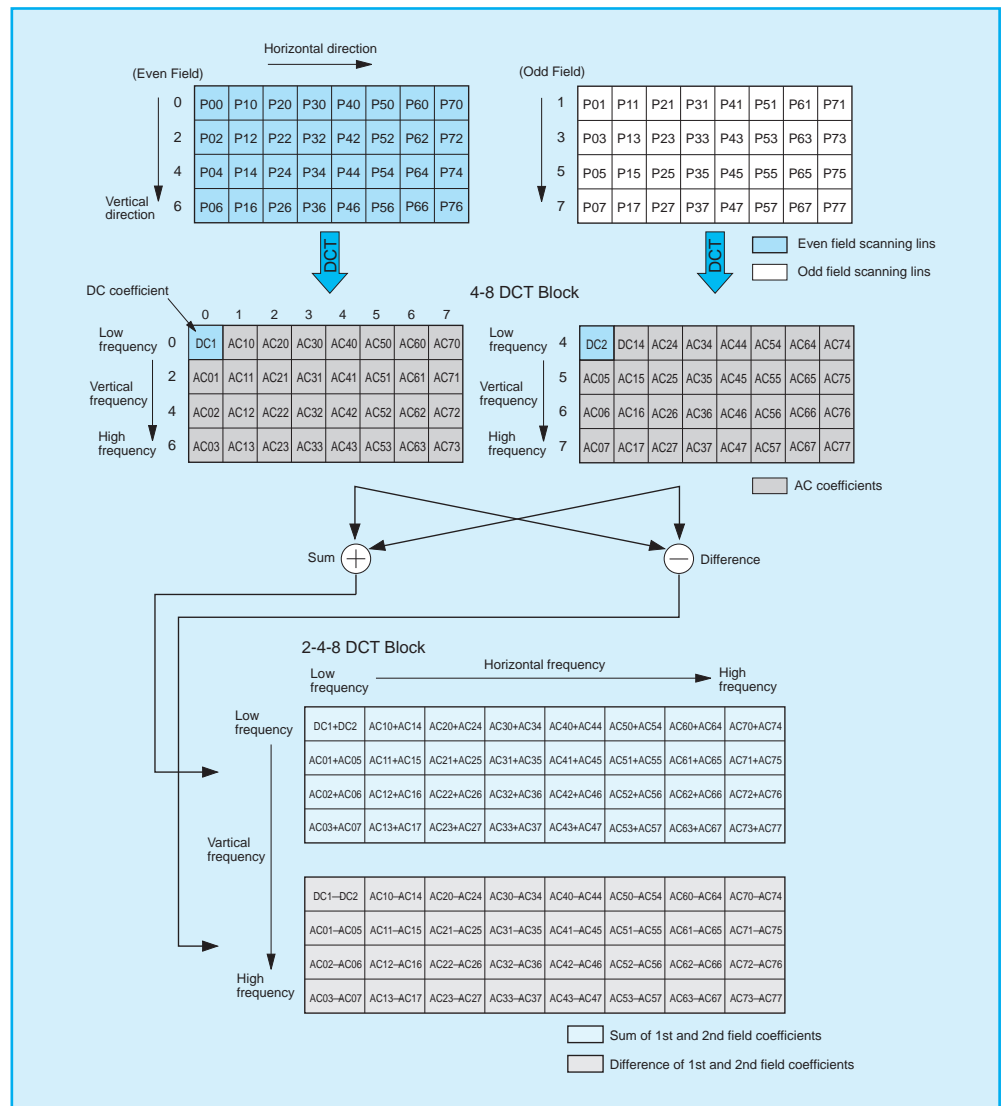 Horizontal direction
(Even Field)
(Odd Field)
0 P00 P10 P20 P30 P40 P50 P60 P70
2 P02 P12 P22 P32 P42 P52 P62 P72
4 P04 P14 P24 P34 P44 P54 P64 P74
6 P06 P16 P26 P36 P46 P56 P66 P76
Vertical
direction
1 P01 P11 P21 P31 P41 P51 P61 P71
3 P03 P13 P23 P33 P43 P53 P63 P73
5 P05 P15 P25 P35 P45 P55 P65 P75
7 P07 P17 P27 P37 P47 P57 P67 P77
Even field scanning lins
Odd field scanning lins
DCT
DCT
DC coefficient
4-8 DCT Block
0 1 2 3 4 5 6 7
Low
frequency
0 DC1 AC10 AC20 AC30 AC40 AC50 AC60 AC70
2 AC01 AC11 AC21 AC31 AC41 AC51 AC61 AC71
4 AC02 AC12 AC22 AC32 AC42 AC52 AC62 AC72
6 AC03 AC13 AC23 AC33 AC43 AC53 AC63 AC73
Vertical
frequency
High
frequency
Low
frequency
4 DC2 DC14 AC24 AC34 AC44 AC54 AC64 AC74
5 AC05 AC15 AC25 AC35 AC45 AC55 AC65 AC75
6 AC06 AC16 AC26 AC36 AC46 AC56 AC66 AC76
7 AC07 AC17 AC27 AC37 AC47 AC57 AC67 AC77
Vertical
frequency
High
frequency
AC coefficients
Sum +
− Difference
2-4-8 DCT Block
Low
frequency
Horizontal frequency
High
frequency
Low
frequency
DC1+DC2 AC10+AC14 AC20+AC24 AC30+AC34 AC40+AC44 AC50+AC54 AC60+AC64 AC70+AC74
AC01+AC05 AC11+AC15 AC21+AC25 AC31+AC35 AC41+AC45 AC51+AC55 AC61+AC65 AC71+AC75
AC02+AC06 AC12+AC16 AC22+AC26 AC32+AC36 AC42+AC46 AC52+AC56 AC62+AC66 AC72+AC76
AC03+AC07 AC13+AC17 AC23+AC27 AC33+AC37 AC43+AC47 AC53+AC57 AC63+AC67 AC73+AC77
Vartical
frequency
DC1–DC2 AC10–AC14 AC20–AC24 AC30–AC34 AC40–AC44 AC50–AC54 AC60–AC64 AC70–AC74
AC01–AC05 AC11–AC15 AC21–AC25 AC31–AC35 AC41–AC45 AC51–AC55 AC61–AC65 AC71–AC75
AC02–AC06 AC12–AC16 AC22–AC26 AC32–AC36 AC42–AC46 AC52–AC56 AC62–AC66 AC72–AC76
AC03–AC07 AC13–AC17 AC23–AC27 AC33–AC37 AC43–AC47 AC53–AC57 AC63–AC67 AC73–AC77
High
frequency
Sum of 1st and 2nd field coefficients
Difference of 1st and 2nd field coefficients